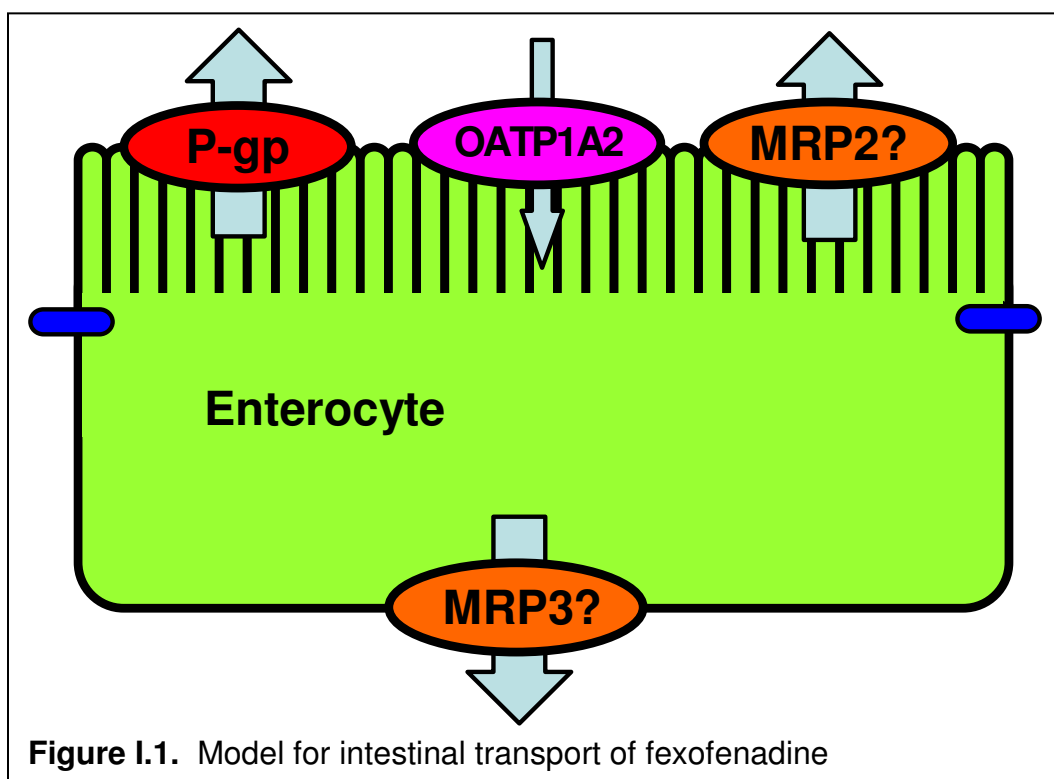 P-gp
OATP1A2
MRP2?
Enterocyte
MRP3?
Figure I.1. Model for intestinal transport of fexofenadine